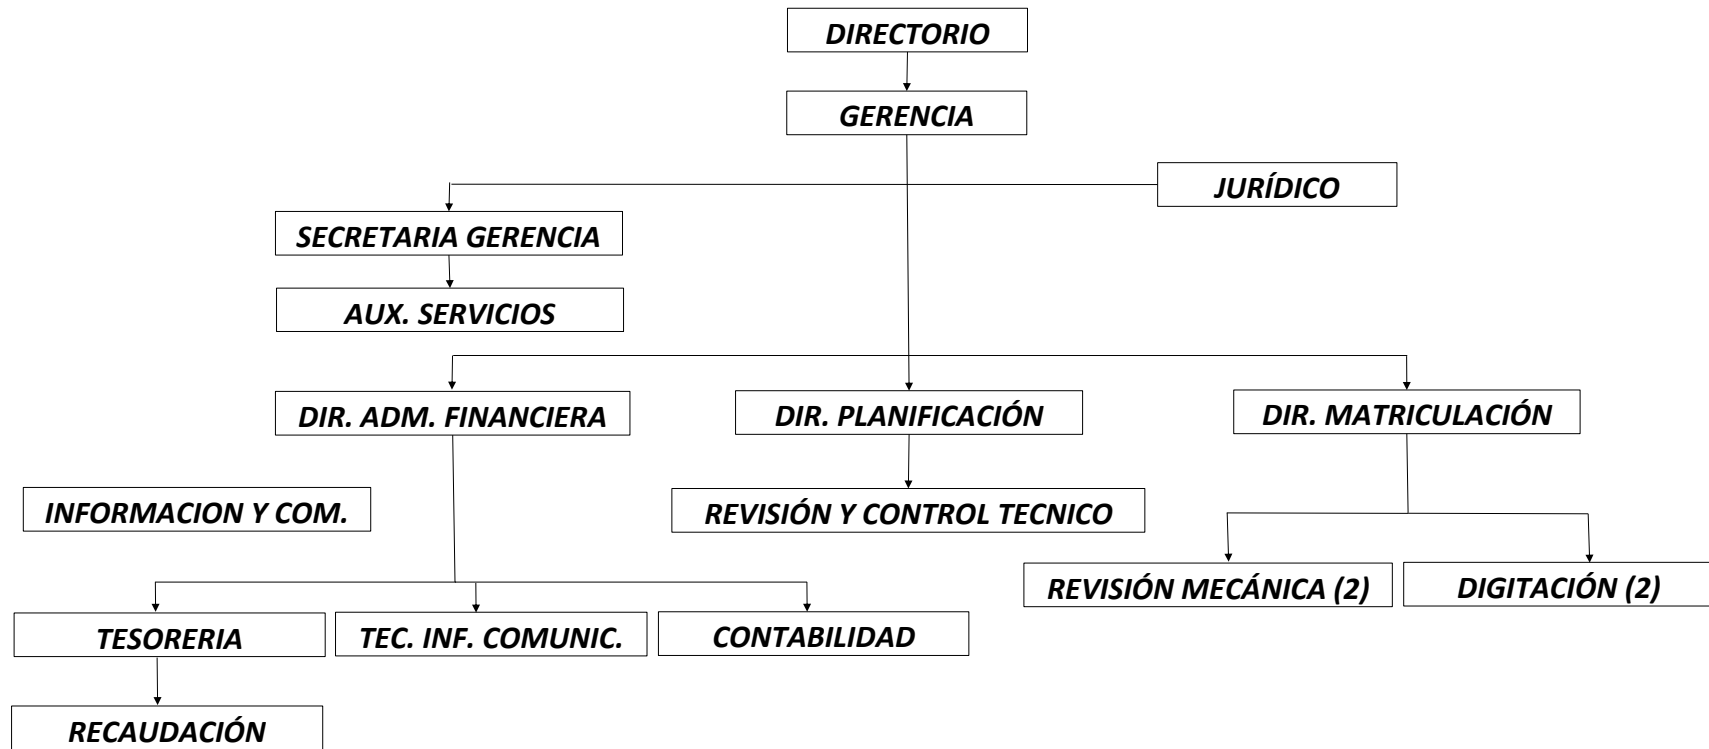 DIRECTORIO
GERENCIA
JURÍDICO
SECRETARIA GERENCIA
AUX. SERVICIOS
DIR. ADM. FINANCIERA
DIR. PLANIFICACIÓN
DIR. MATRICULACIÓN
INFORMACION Y COM.
REVISIÓN Y CONTROL TECNICO
REVISIÓN MECÁNICA (2)
DIGITACIÓN (2)
TESORERIA
TEC. INF. COMUNIC.
CONTABILIDAD
RECAUDACIÓN